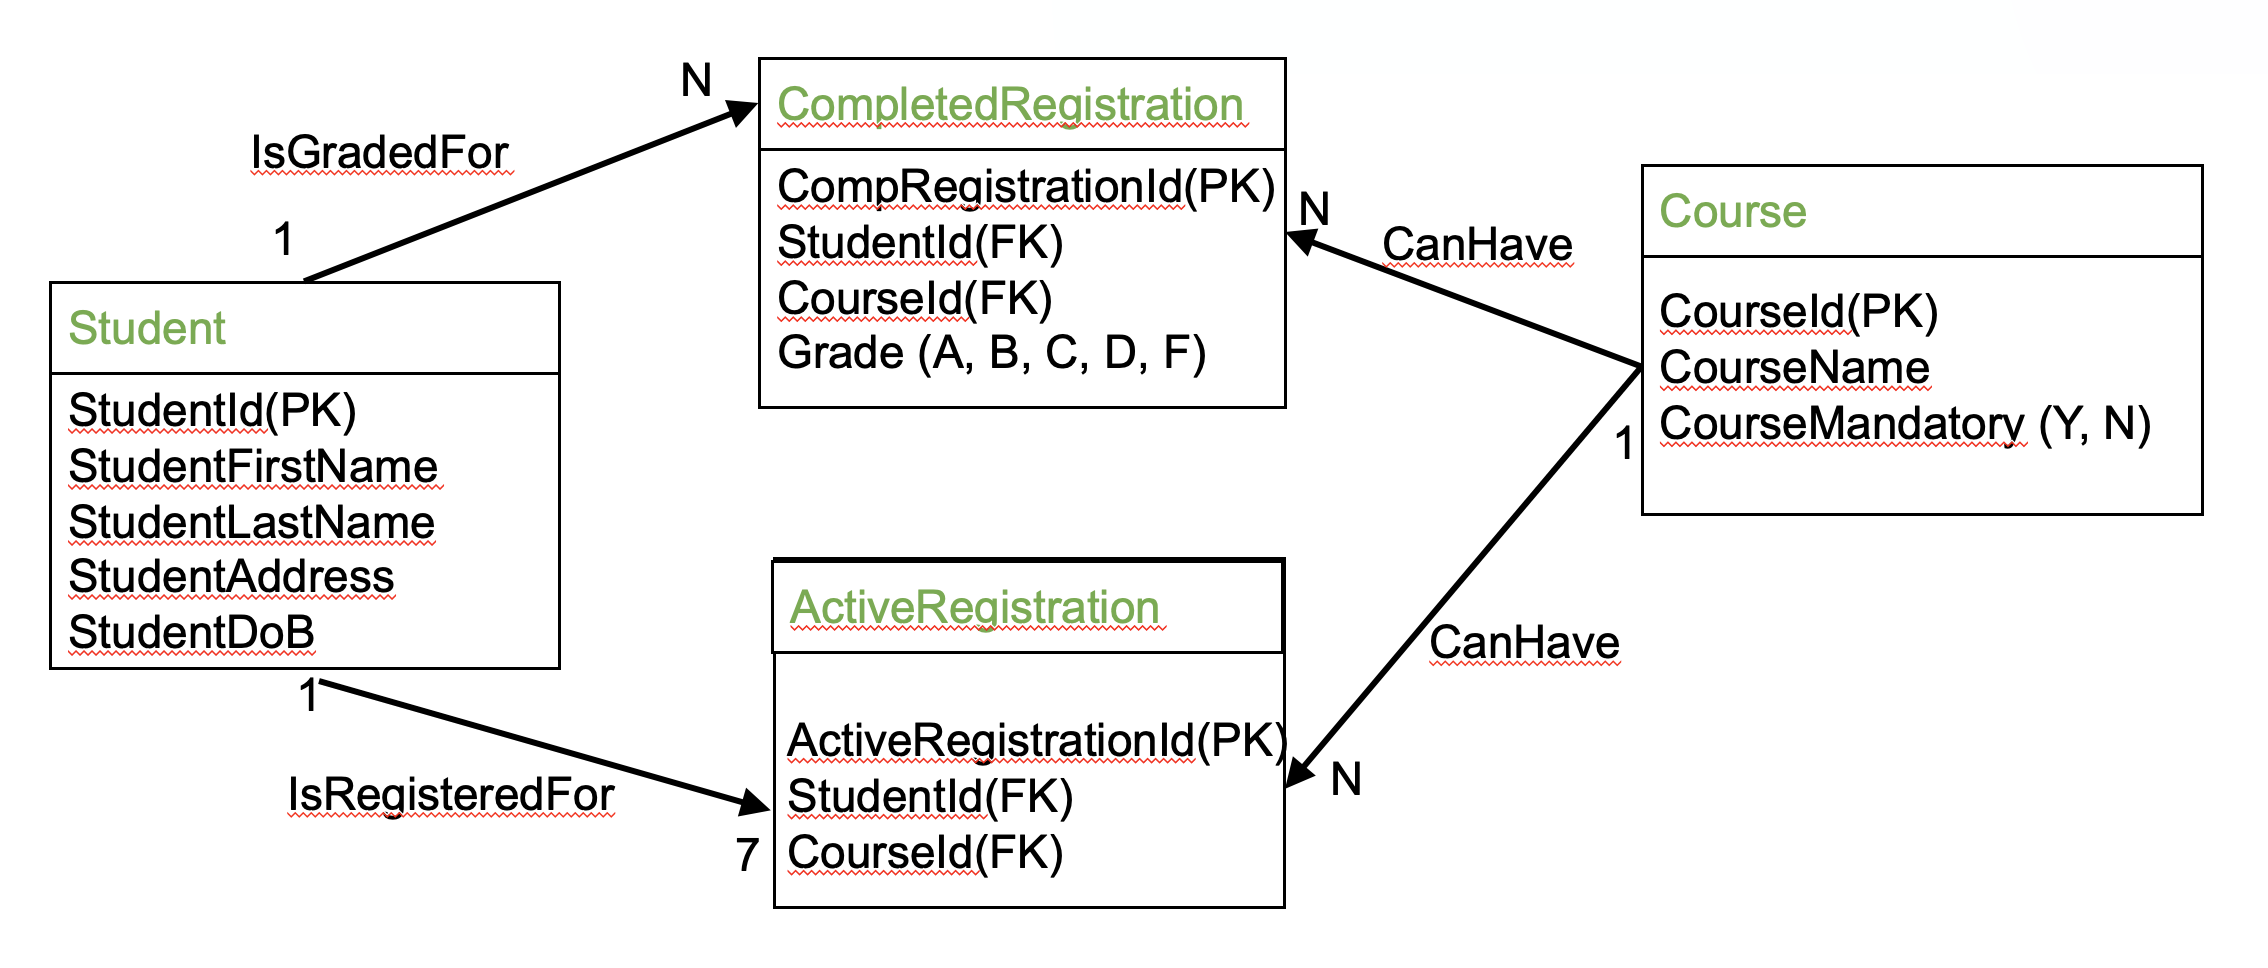 IsGradedFor
1
N
Student
StudentId(PK)
StudentFirstName
StudentLastName
StudentAddress
StudentDoB
1
IsRegisteredFor
7
CompletedRegistration
CompRegistrationId(PK)
StudentId(FK)
CourseId(FK)
Grade (A, B, C, D, F)
ActiveRegistration
ActiveRegistrationId(PK)
StudentId(FK)
CourseId(FK)
N
CanHave
1
CanHave
N
Course
CourseId(PK)
CourseName
CourseMandatory (Y, N)